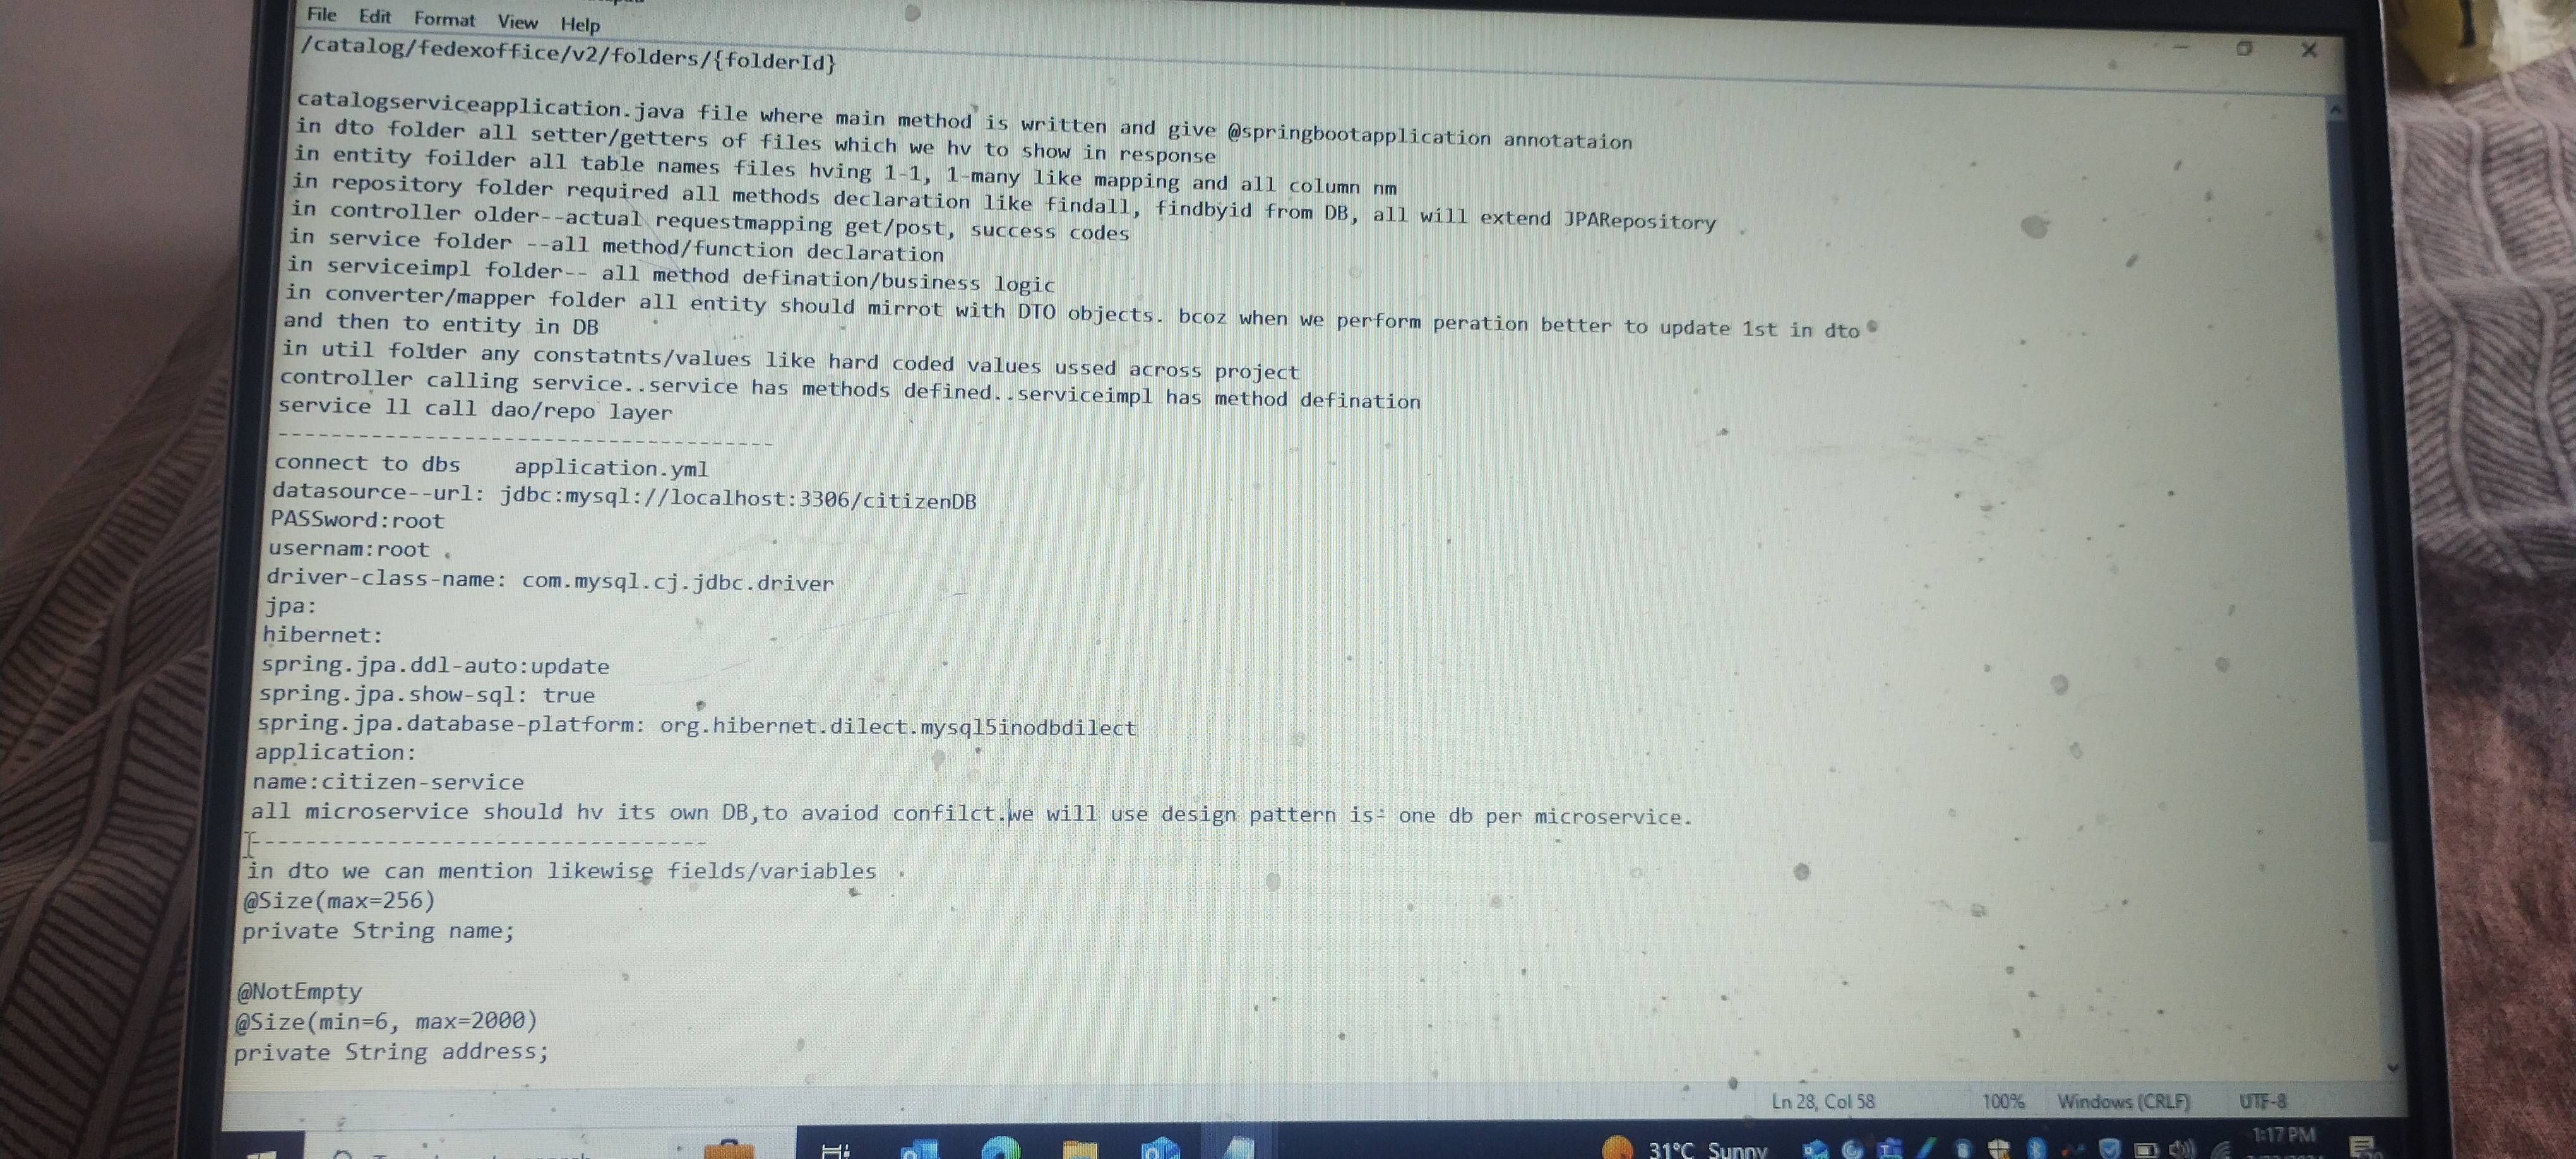 File Edit Format View Help
/catalog/fedexoffice/v2/folders/{folderId}
catalogserviceapplication.java file where main method is written and give @springbootapplication annotataion
in dto folder all setter/getters of files which we hv to show in response
in entity foilder all table names files hving 1-1, 1-many like mapping and all column nm
in repository folder required all methods declaration like findall, findbyid from DB, all will extend JPARepository
in controller older--actual requestmapping get/post, success codes
in service folder --all method/function declaration
in serviceimpl folder-- all method defination/business logic
in converter/mapper folder all entity should mirrot with DTO objects. bcoz when we perform peration better to update 1st in dto
and then to entity in DB
in util folder any constatnts/values like hard coded values ussed across project
controller calling service..service has methods defined..serviceimpl has method defination
service ll call dao/repo layer
-------------------------------------
connect to dbs    application.yml
datasource--url: jdbc:mysql://localhost:3306/citizenDB
PASSword:root
usernam:root
driver-class-name: com.mysql.cj.jdbc.driver
jpa:
hibernet:
spring.jpa.ddl-auto:update
spring.jpa.show-sql: true
spring.jpa.database-platform: org.hibernet.dilect.mysql5inodbdilect
application:
name:citizen-service
all microservice should hv its own DB,to avaiod confilct.we will use design pattern is- one db per microservice.
----------------------------------
in dto we can mention likewise fields/variables
@Size(max=256)
private String name;
@NotEmpty
@Size(min=6, max=2000)
private String address;
Ln 28, Col 58 100% Windows (CRLF) UTF-8
31°C Sunny 1:17 PM